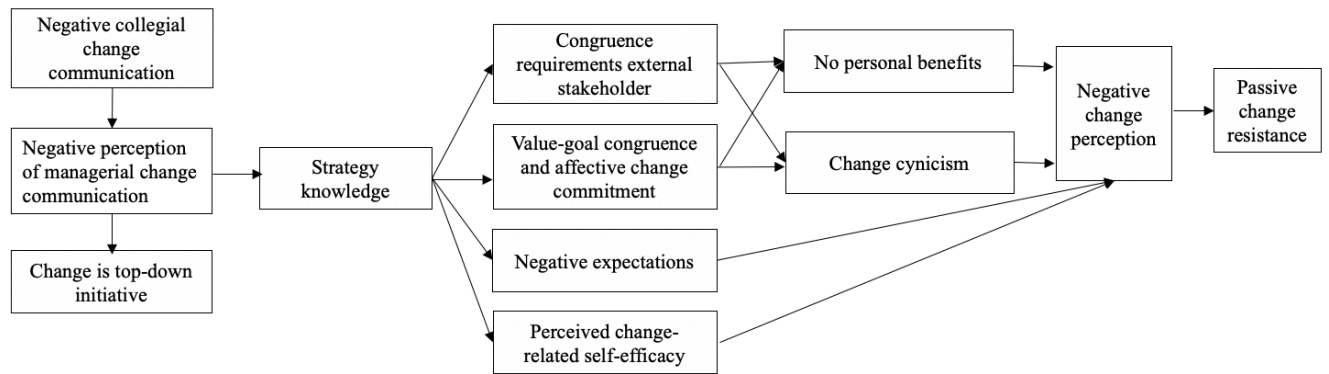 Negative collegial
change
communication
Negative perception
of managerial change
communication
Change is top-down
initiative
Strategy
knowledge
Congruence
requirements external
stakeholder
Value-goal congruence
and affective change
commitment
Negative expectations
Perceived change-
related self-efficacy
No personal benefits
Change cynicism
Negative
change
perception
Passive
change
resistance